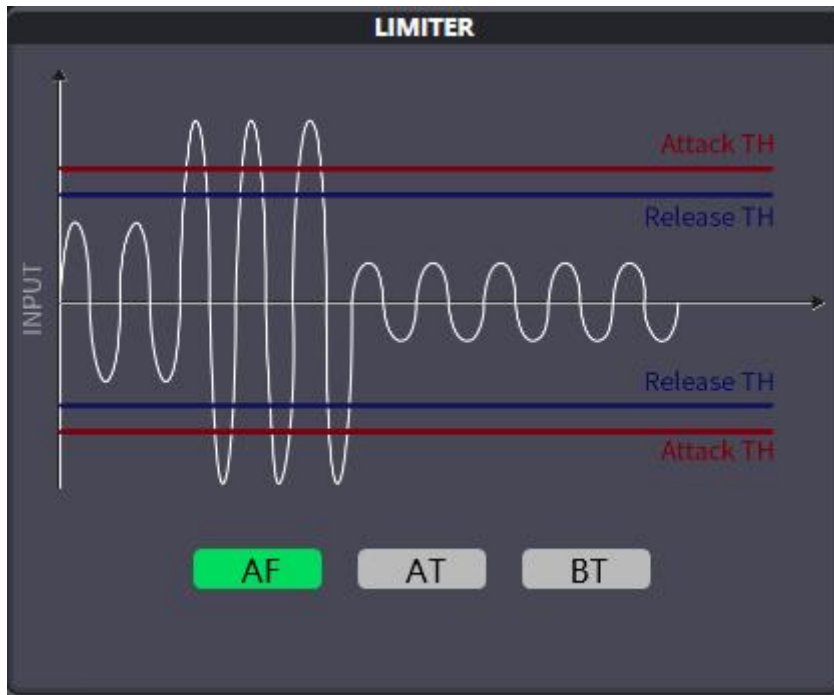 LIMITER
Attack TH
Release TH
INPUT
Release TH
Attack TH
AF
AT
BT